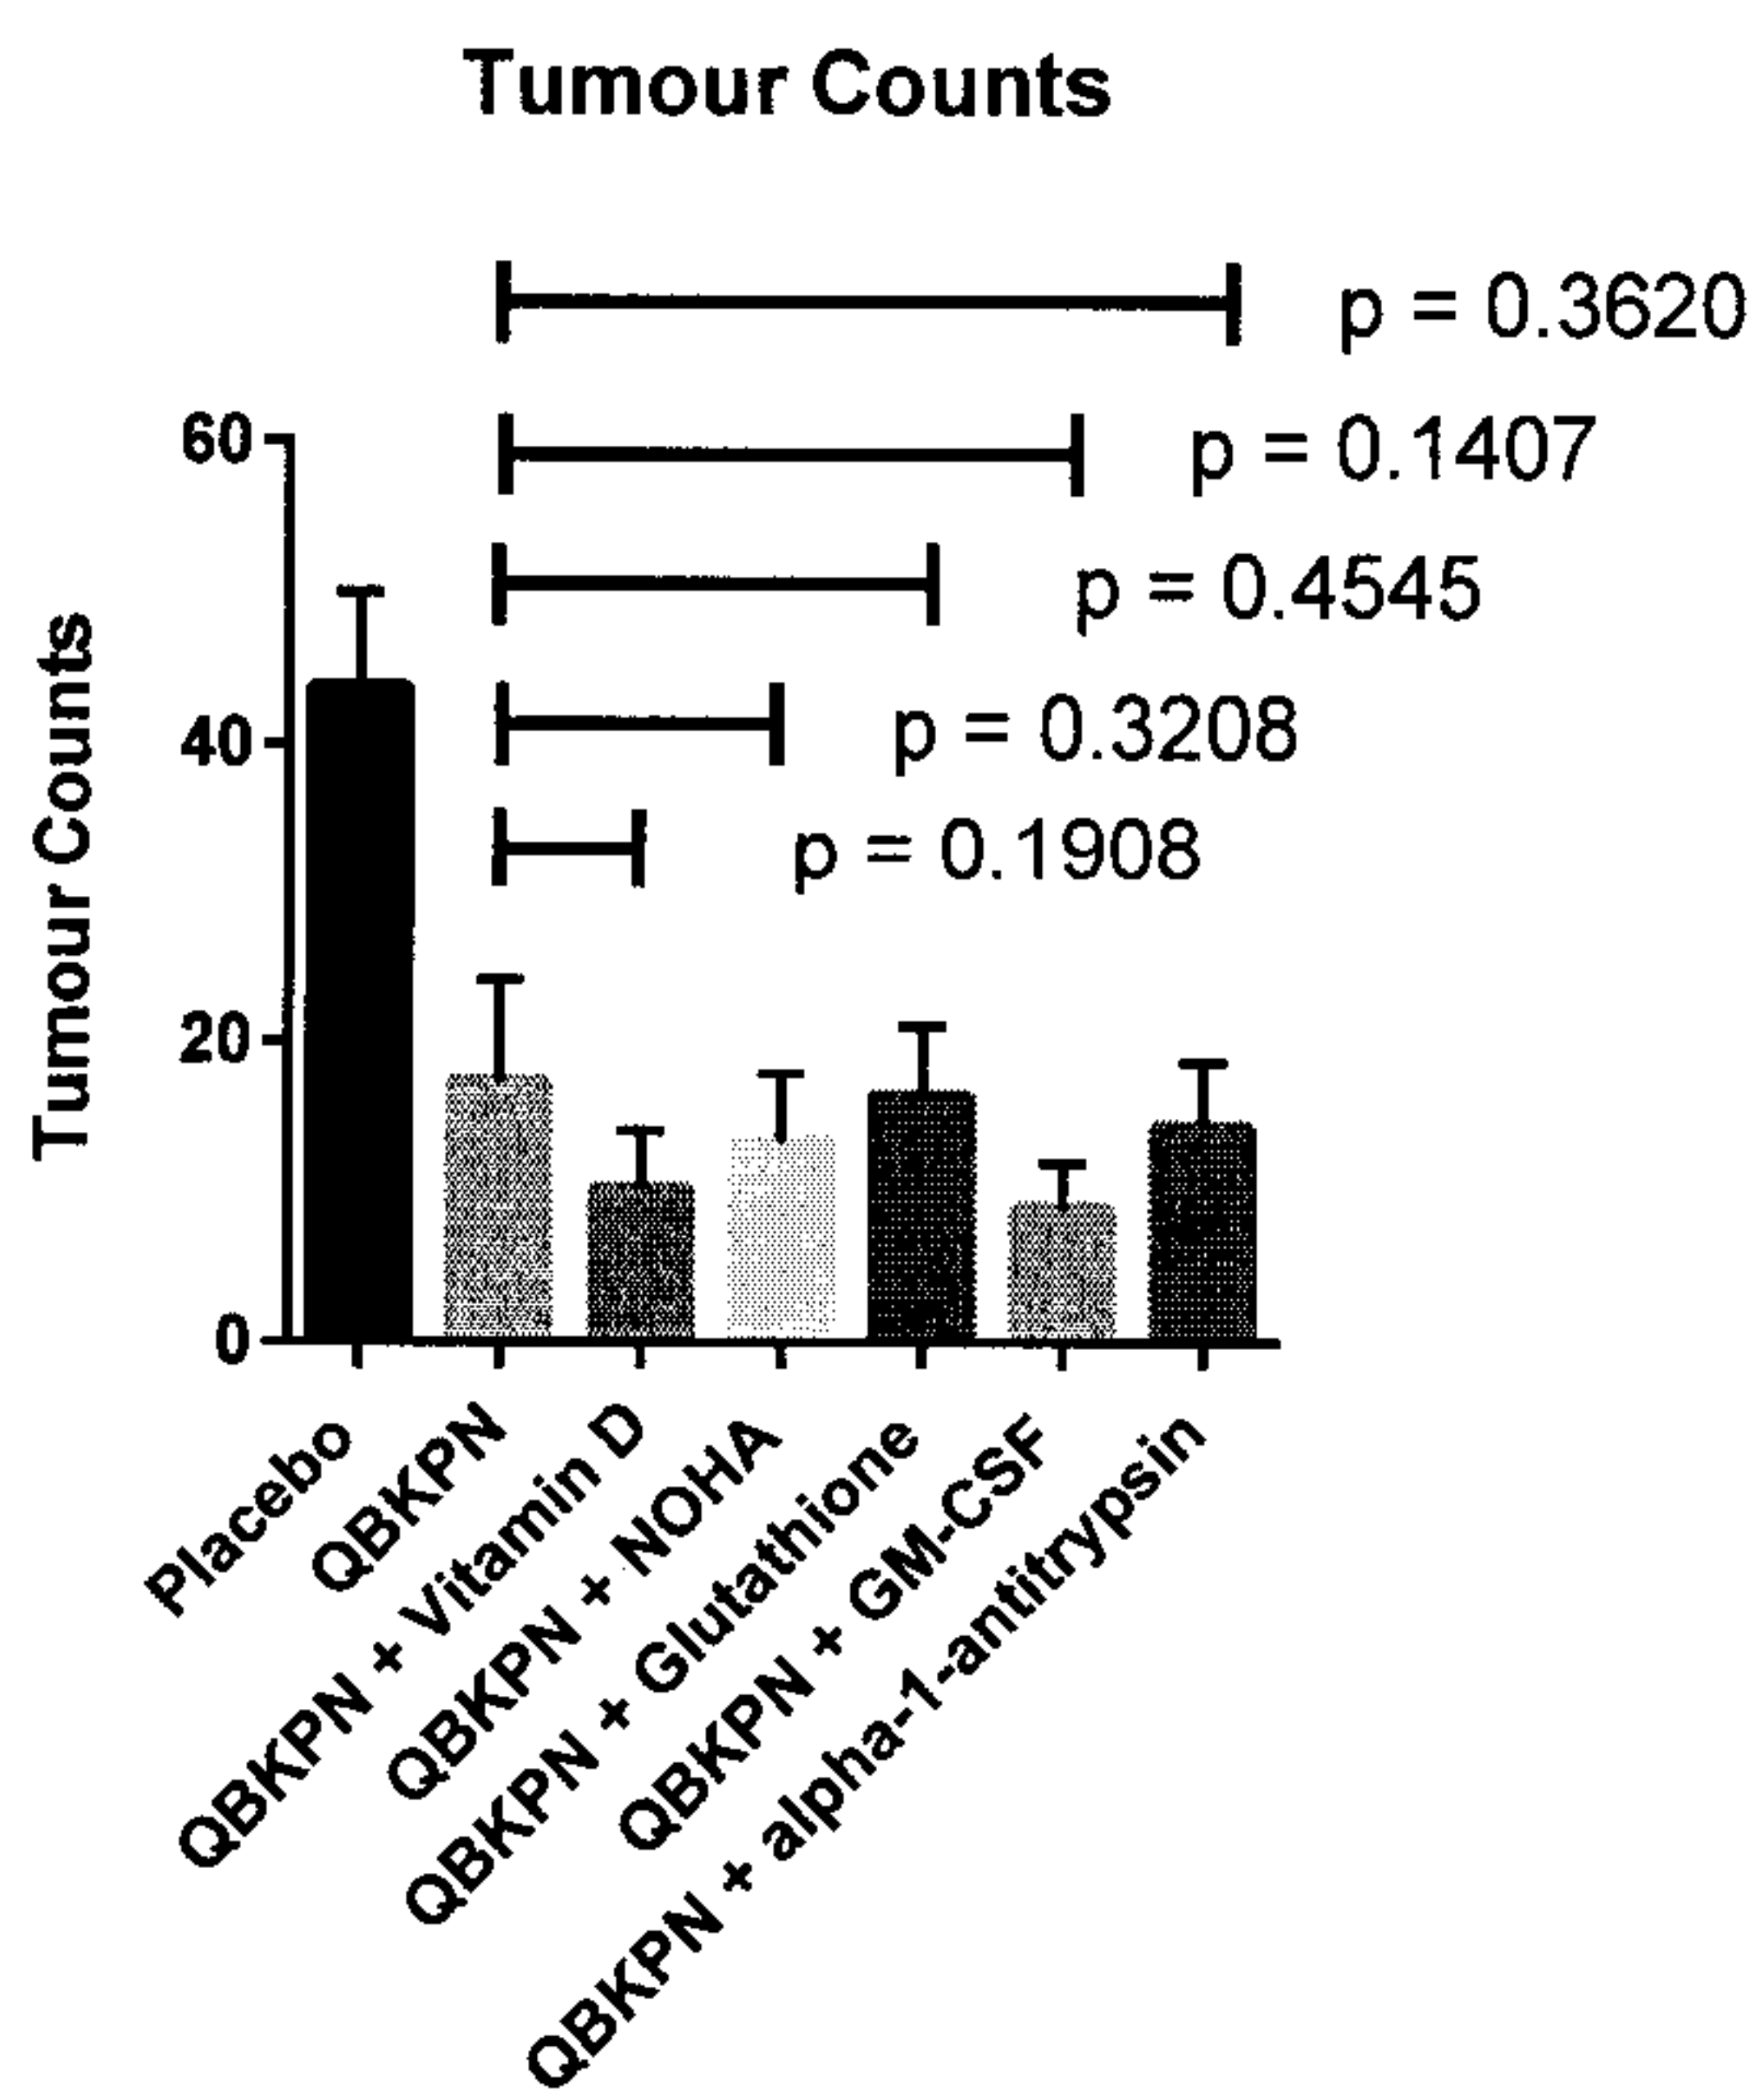 Tumour Counts
p = 0.3620
p = 0.1407
p = 0.4545
p = 0.3208
p = 0.1908
Tumour Counts
60
40
20
0
Placebo
QBKPN
QBKPN + Vitamin D
QBKPN + NOHA
QBKPN + Glutathione
QBKPN + GM-CSF
QBKPN + alpha-1-antitrypsin